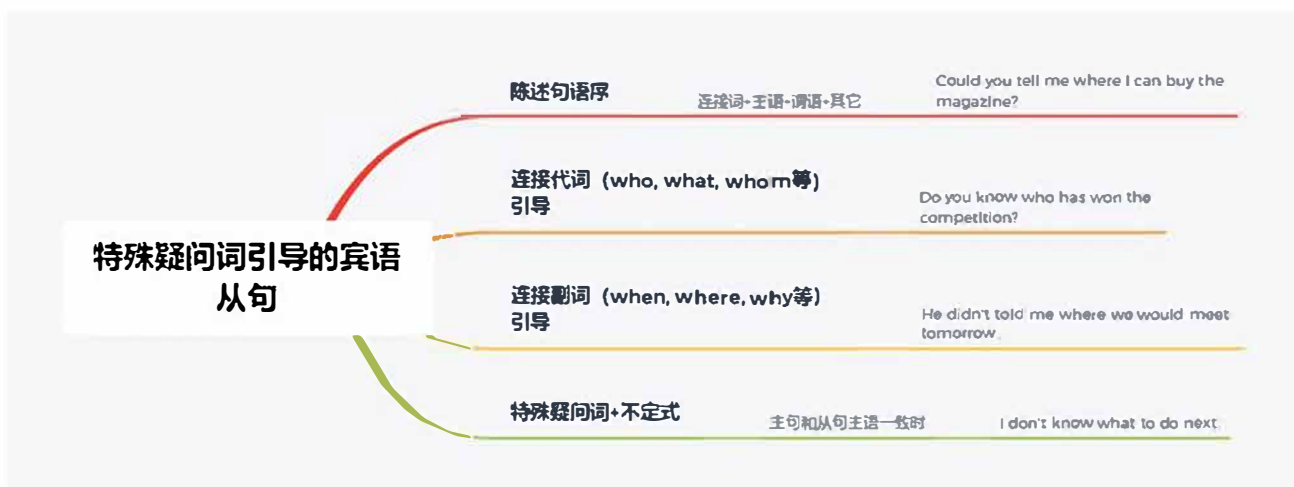 陈述句语序
连接词+主语+谓语+其它
Could you tell me where I can buy the
magazine?
连接代词（who, what, whom等）
引导
Do you know who has won the
competition?
特殊疑问词引导的宾语
从句
连接副词（when, where, why等）
引导
He didn't told me where we would meet
tomorrow.
特殊疑问词+不定式
主句和从句主语一致时
I don't know what to do next.